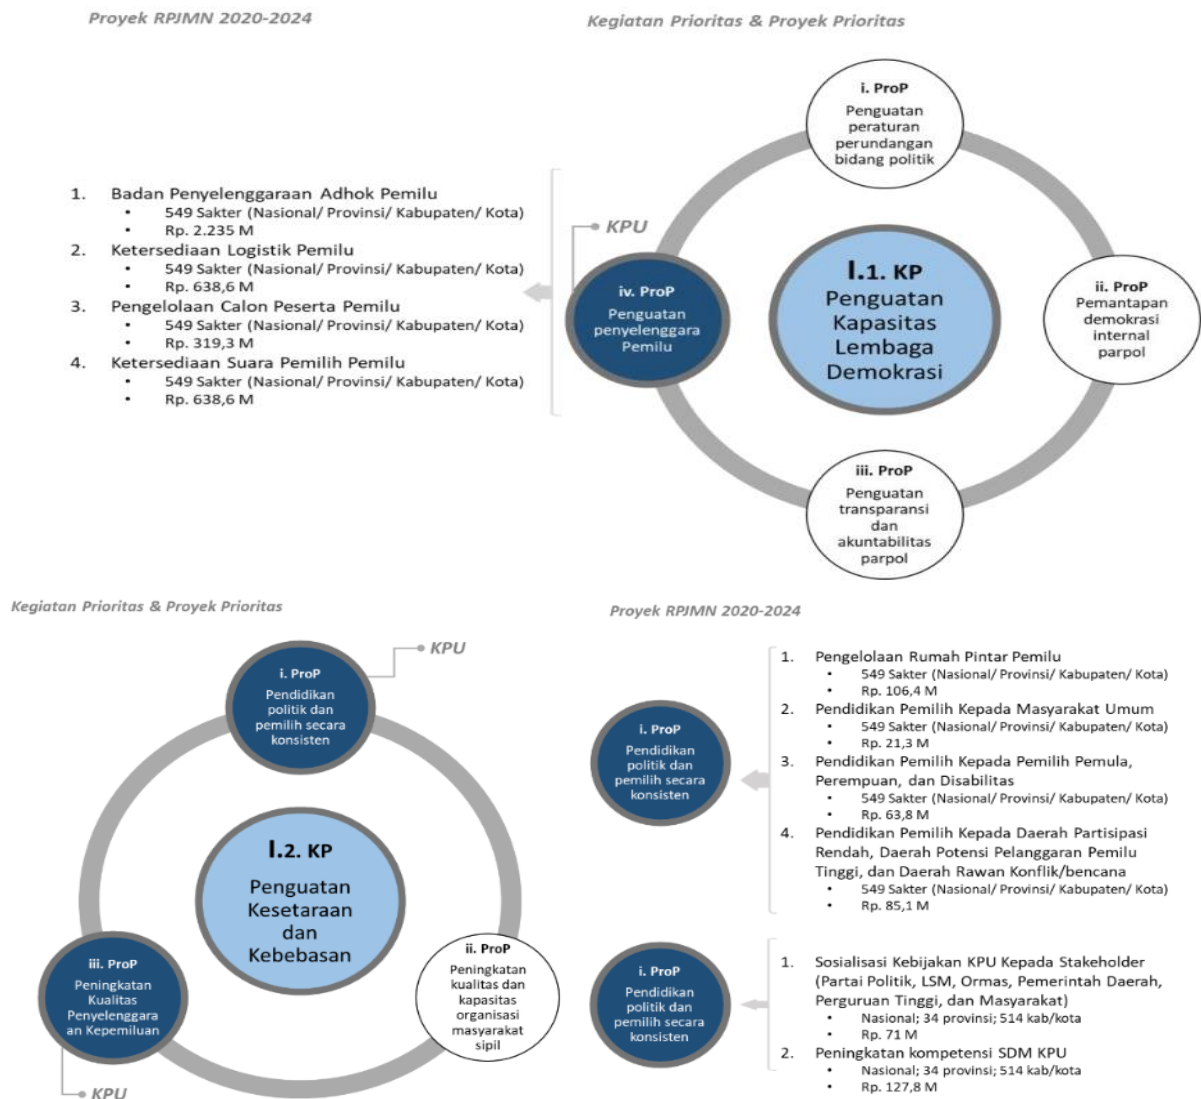 Proyek RPJMN 2020-2024
Kegiatan Prioritas & Proyek Prioritas
1. Badan Penyelenggaraan Adhok Pemilu
• 549 Sakter (Nasional/ Provinsi/ Kabupaten/ Kota)
• Rp. 2.235 M
2. Ketersediaan Logistik Pemilu
• 549 Sakter (Nasional/ Provinsi/ Kabupaten/ Kota)
• Rp. 638,6 M
3. Pengelolaan Calon Peserta Pemilu
• 549 Sakter (Nasional/ Provinsi/ Kabupaten/ Kota)
• Rp. 319,3 M
4. Ketersediaan Suara Pemilih Pemilu
• 549 Sakter (Nasional/ Provinsi/ Kabupaten/ Kota)
• Rp. 638,6 M
KPU
i. ProP
Penguatan
peraturan
perundangan
bidang politik
iv. ProP
Penguatan
penyelenggara
Pemilu
I.1. KP
Penguatan
Kapasitas
Lembaga
Demokrasi
ii. ProP
Pemantapan
demokrasi
internal
parpol
iii. ProP
Penguatan
transparansi
dan
akuntabilitas
parpol
Kegiatan Prioritas & Proyek Prioritas
KPU
i. ProP
Pendidikan
politik dan
pemilih secara
konsisten
I.2. KP
Penguatan
Kesetaraan
dan
Kebebasan
iii. ProP
Peningkatan
Kualitas
Penyelenggara
an Kepemiluan
KPU
ii. ProP
Peningkatan
kualitas dan
kapasitas
organisasi
masyarakat
sipil
Proyek RPJMN 2020-2024
i. ProP
Pendidikan
politik dan
pemilih secara
konsisten
1. Pengelolaan Rumah Pintar Pemilu
• 549 Sakter (Nasional/ Provinsi/ Kabupaten/ Kota)
• Rp. 106,4 M
2. Pendidikan Pemilih Kepada Masyarakat Umum
• 549 Sakter (Nasional/ Provinsi/ Kabupaten/ Kota)
• Rp. 21,3 M
3. Pendidikan Pemilih Kepada Pemilih Pemula,
Perempuan, dan Disabilitas
• 549 Sakter (Nasional/ Provinsi/ Kabupaten/ Kota)
• Rp. 63,8 M
4. Pendidikan Pemilih Kepada Daerah Partisipasi
Rendah, Daerah Potensi Pelanggaran Pemilu
Tinggi, dan Daerah Rawan Konflik/bencana
• 549 Sakter (Nasional/ Provinsi/ Kabupaten/ Kota)
• Rp. 85,1 M
i. ProP
Pendidikan
politik dan
pemilih secara
konsisten
1. Sosialisasi Kebijakan KPU Kepada Stakeholder
(Partai Politik, LSM, Ormas, Pemerintah Daerah,
Perguruan Tinggi, dan Masyarakat)
• Nasional; 34 provinsi; 514 kab/kota
• Rp. 71 M
2. Peningkatan kompetensi SDM KPU
• Nasional; 34 provinsi; 514 kab/kota
• Rp. 127,8 M